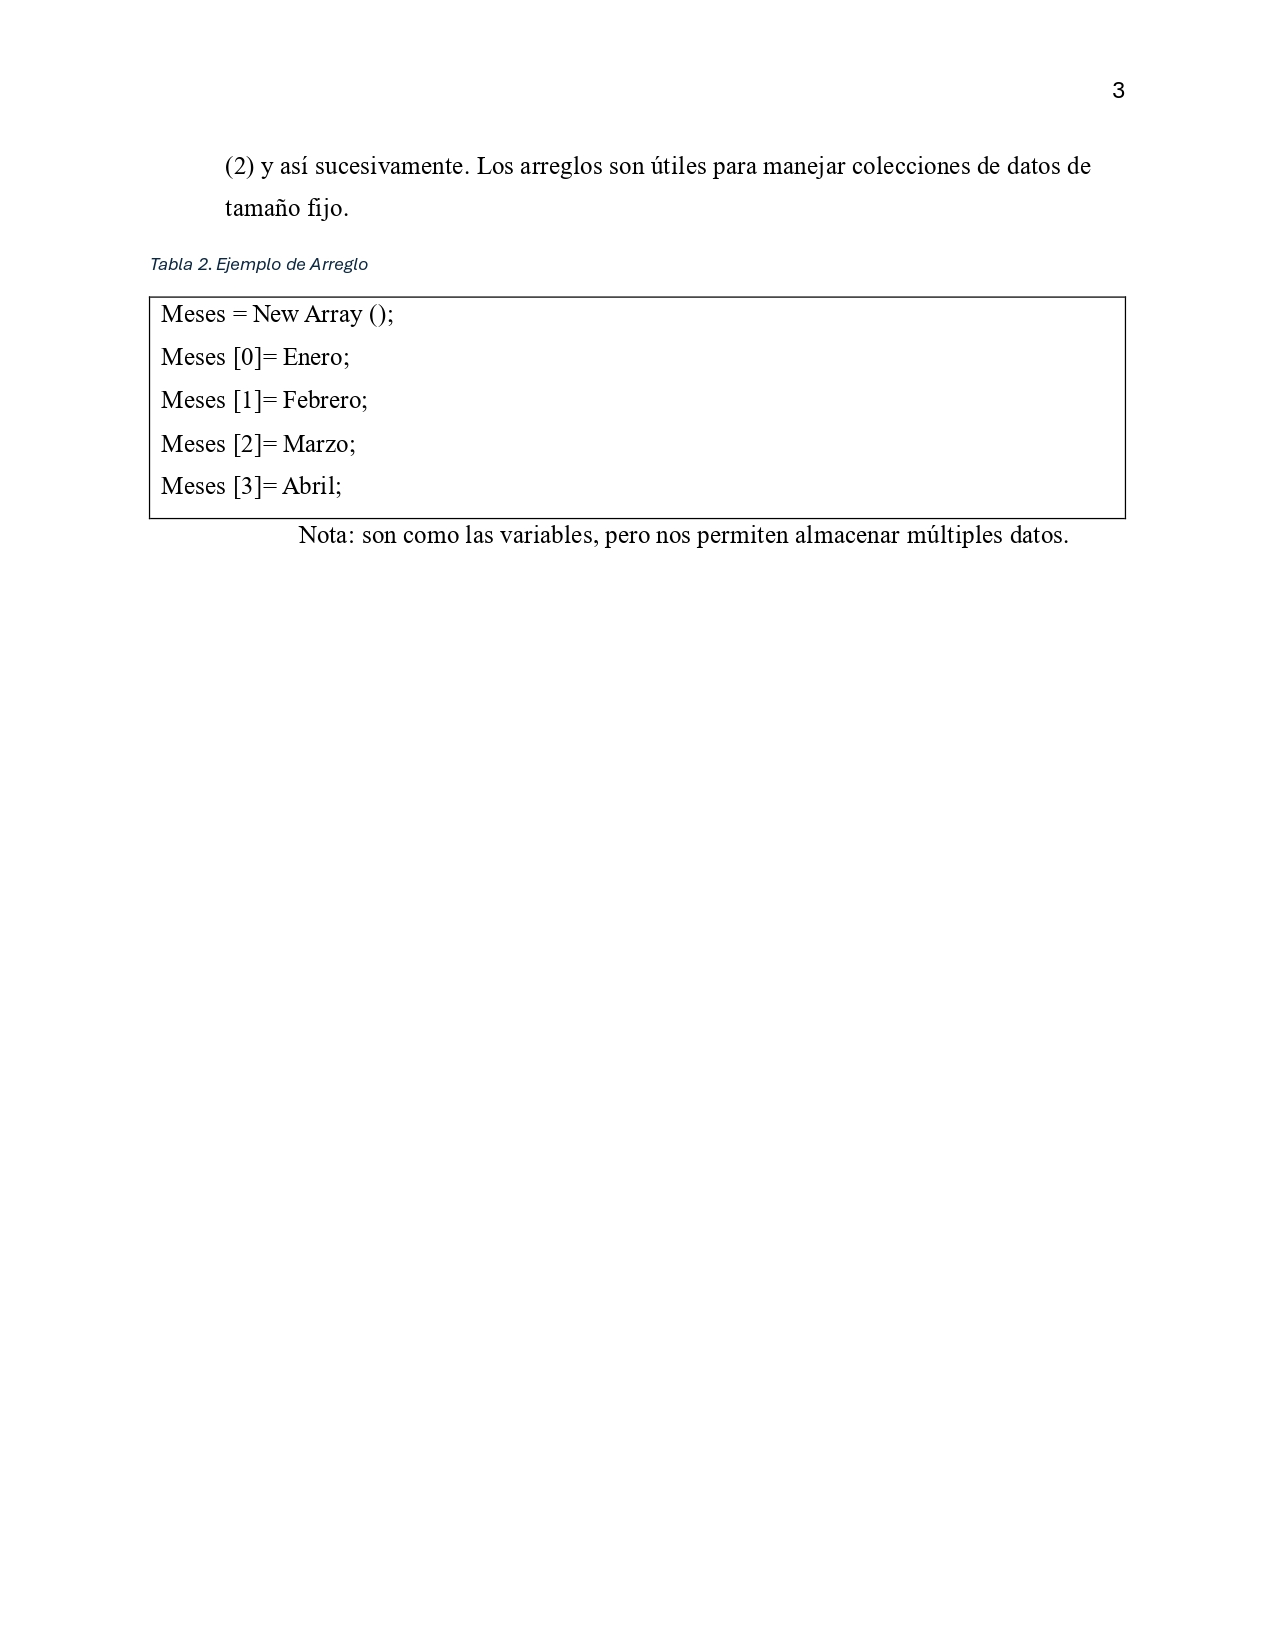 3
(2) y así sucesivamente. Los arreglos son útiles para manejar colecciones de datos de
tamaño fijo.
Tabla 2. Ejemplo de Arreglo
Meses = New Array ();
Meses [0]= Enero;
Meses [1]= Febrero;
Meses [2]= Marzo;
Meses [3]= Abril;
Nota: son como las variables, pero nos permiten almacenar múltiples datos.